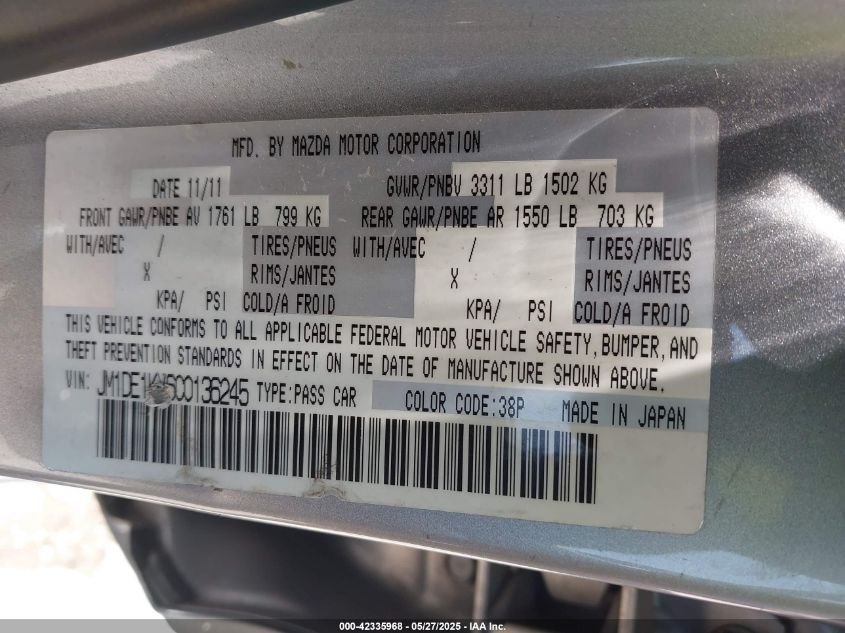 MFD. BY MAZDA MOTOR CORPORATION
DATE 11/11 GVWR/PNBV 3311 LB 1502 KG
FRONT GAWR/PNBE AV 1761 LB 799 KG REAR GAWR/PNBE AR 1550 LB 703 KG
WITH/AVEC / TIRES/PNEUS WITH/AVEC / TIRES/PNEUS
X RIMS/JANTES X RIMS/JANTES
KPA/ PSI COLD/A FROID KPA/ PSI COLD/A FROID
THIS VEHICLE CONFORMS TO ALL APPLICABLE FEDERAL MOTOR VEHICLE SAFETY, BUMPER, AND
THEFT PREVENTION STANDARDS IN EFFECT ON THE DATE OF MANUFACTURE SHOWN ABOVE.
VIN: TYPE:PASS CAR COLOR CODE:38P MADE IN JAPAN
000-42335968 - 05/27/2025 - IAA Inc.